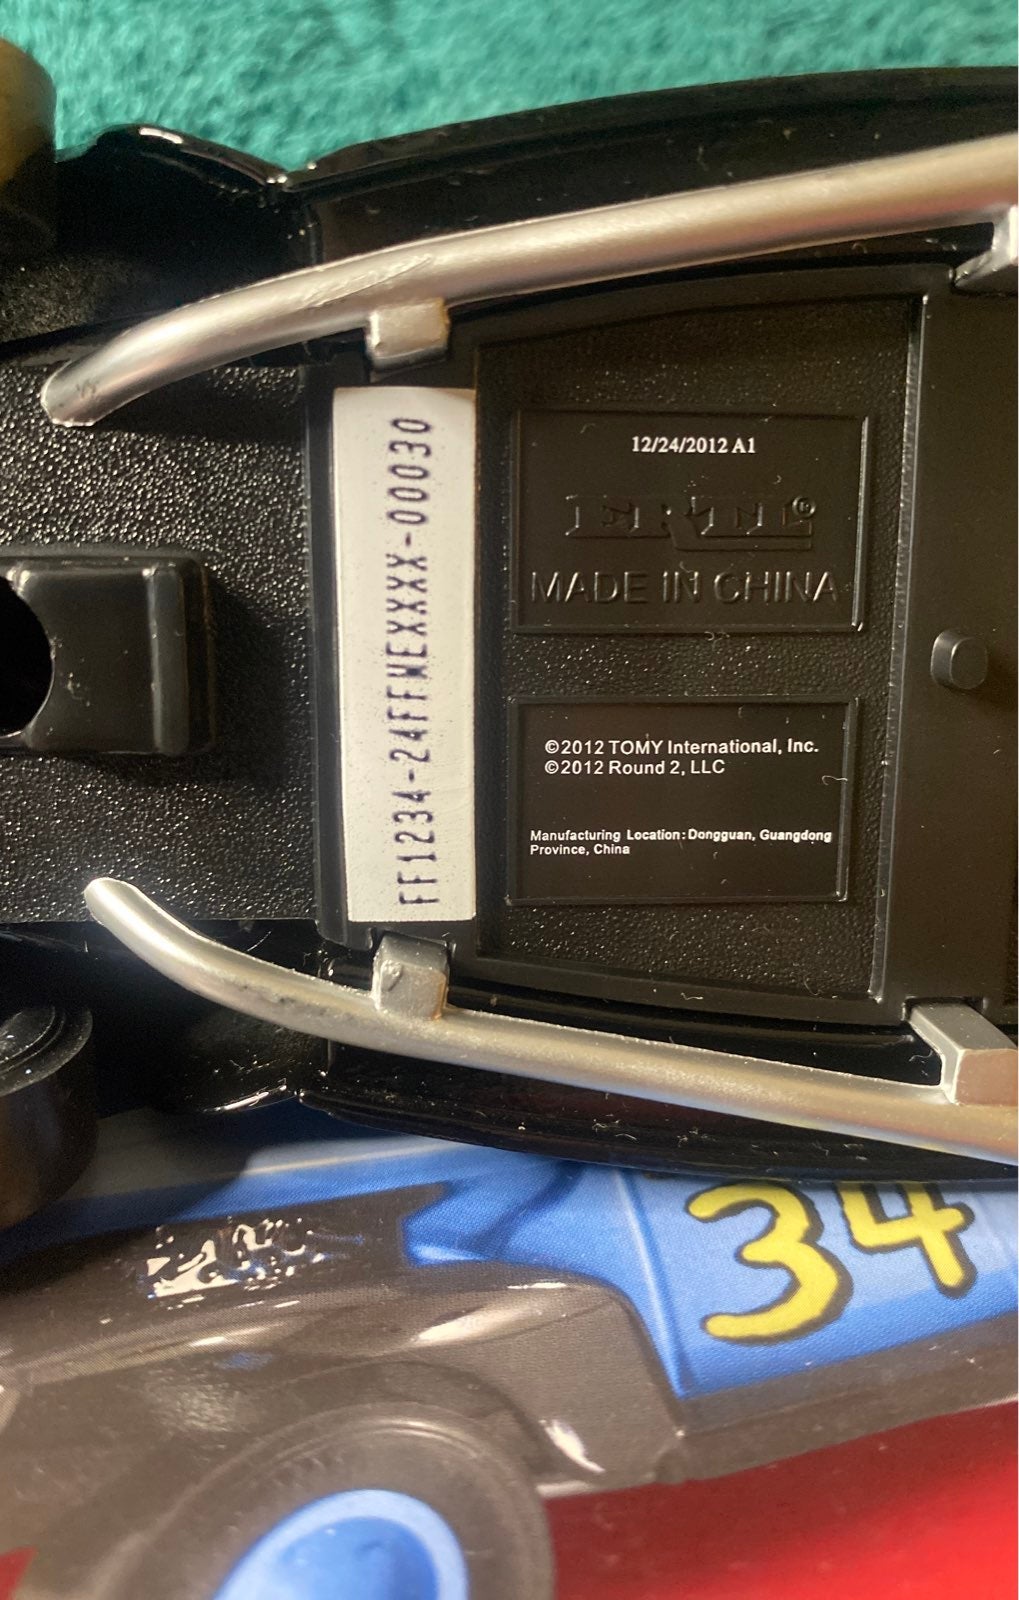 12/24/2012 A1
ERTL®
MADE IN CHINA
©2012 TOMY International, Inc.
©2012 Round 2, LLC
Manufacturing Location: Dongguan, Guangdong
Province, China
FF1234-24FFWEXXXX-00030
34